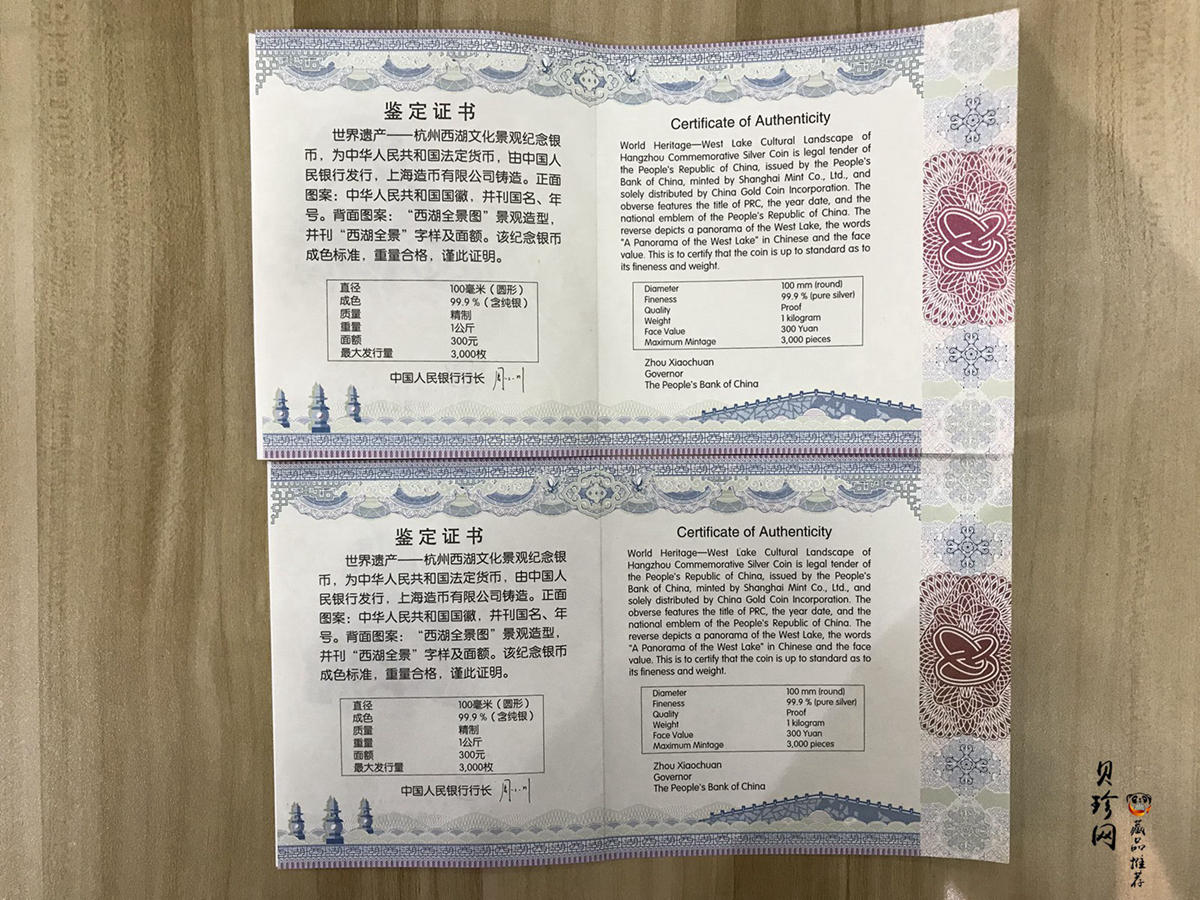 鉴定证书
世界遗产——杭州西湖文化景观纪念银
币，为中华人民共和国法定货币，由中国人
民银行发行，上海造币有限公司铸造。正面
图案：中华人民共和国国徽，并刊国名、年
号。背面图案：“西湖全景图”景观造型，
并刊“西湖全景”字样及面额。该纪念银币
成色标准，重量合格，谨此证明。
直径 100毫米（圆形）
成色 99.9％（含纯银）
质量 精制
重量 1公斤
面额 300元
最大发行量 3,000枚
中国人民银行行长
Certificate of Authenticity
World Heritage—West Lake Cultural Landscape of
Hangzhou Commemorative Silver Coin is legal tender of
the People's Republic of China, issued by the People's
Bank of China, minted by Shanghai Mint Co., Ltd., and
solely distributed by China Gold Coin Incorporation. The
obverse features the title of PRC, the year date, and the
national emblem of the People's Republic of China. The
reverse depicts a panorama of the West Lake, the words
"A Panorama of the West Lake" in Chinese and the face
value. This is to certify that the coin is up to standard as to
its fineness and weight.
Diameter 100 mm (round)
Fineness 99.9 % (pure silver)
Quality Proof
Weight 1 kilogram
Face Value 300 Yuan
Maximum Mintage 3,000 pieces
Zhou Xiaochuan
Governor
The People's Bank of China
鉴定证书
世界遗产——杭州西湖文化景观纪念银
币，为中华人民共和国法定货币，由中国人
民银行发行，上海造币有限公司铸造。正面
图案：中华人民共和国国徽，并刊国名、年
号。背面图案：“西湖全景图”景观造型，
并刊“西湖全景”字样及面额。该纪念银币
成色标准，重量合格，谨此证明。
直径 100毫米（圆形）
成色 99.9％（含纯银）
质量 精制
重量 1公斤
面额 300元
最大发行量 3,000枚
中国人民银行行长
Certificate of Authenticity
World Heritage—West Lake Cultural Landscape of
Hangzhou Commemorative Silver Coin is legal tender of
the People's Republic of China, issued by the People's
Bank of China, minted by Shanghai Mint Co., Ltd., and
solely distributed by China Gold Coin Incorporation. The
obverse features the title of PRC, the year date, and the
national emblem of the People's Republic of China. The
reverse depicts a panorama of the West Lake, the words
"A Panorama of the West Lake" in Chinese and the face
value. This is to certify that the coin is up to standard as to
its fineness and weight.
Diameter 100 mm (round)
Fineness 99.9 % (pure silver)
Quality Proof
Weight 1 kilogram
Face Value 300 Yuan
Maximum Mintage 3,000 pieces
Zhou Xiaochuan
Governor
The People's Bank of China
贝珍网
藏品推荐